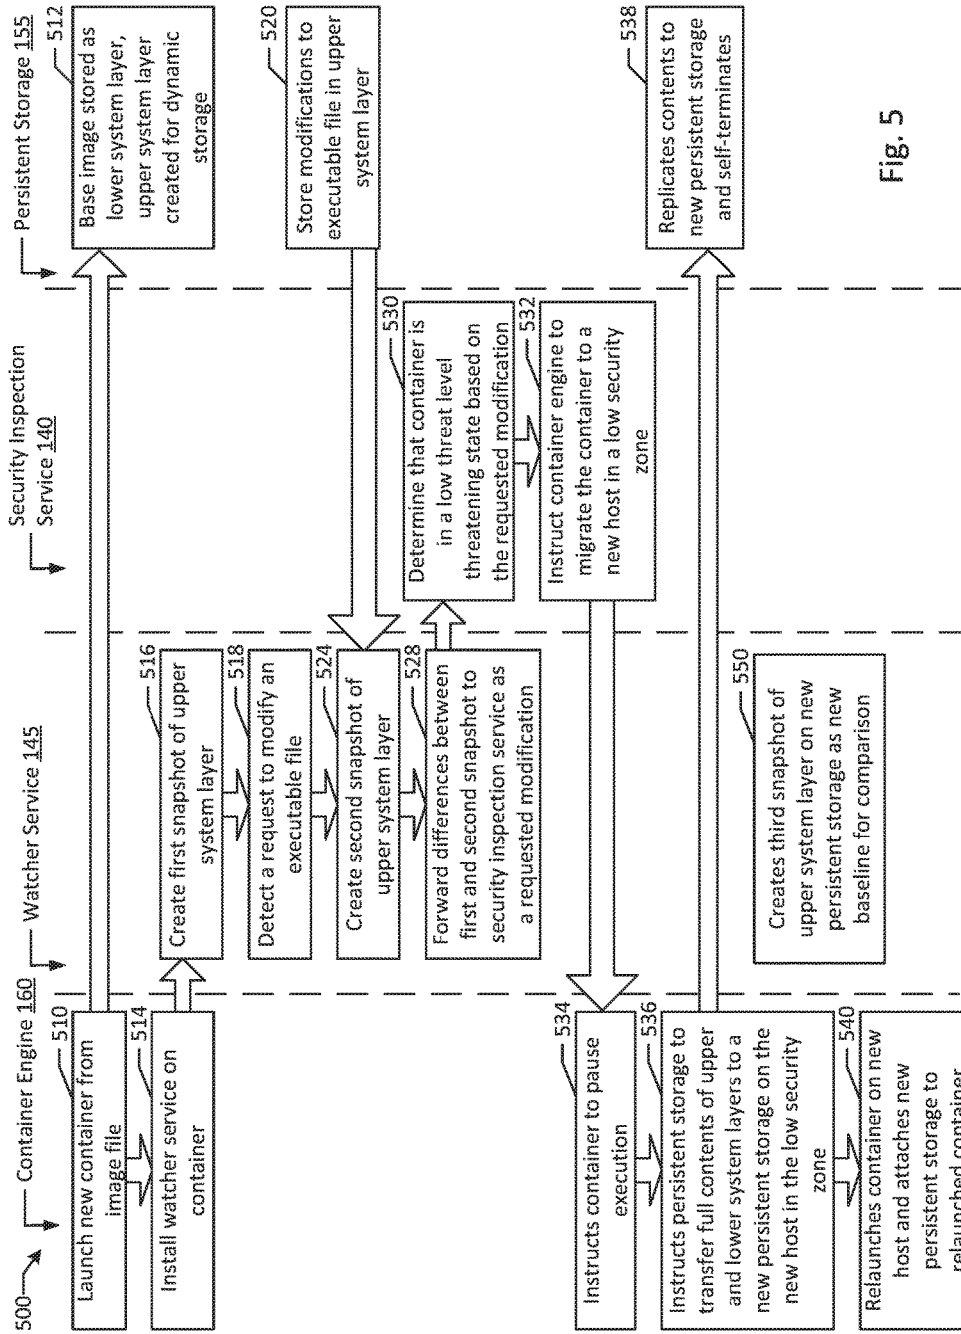 500
Container Engine 160
Watcher Service 145
Security Inspection
Service 140
Persistent Storage 155
510
Launch new container from
image file
512
Base image stored as
lower system layer,
upper system layer
created for dynamic
storage
514
Install watcher service on
container
516
Create first snapshot of upper
system layer
518
Detect a request to modify an
executable file
520
Store modifications to
executable file in upper
system layer
524
Create second snapshot of
upper system layer
528
Forward differences between
first and second snapshot to
security inspection service as
a requested modification
530
Determine that container is
in a low threat level
threatening state based on
the requested modification
532
Instruct container engine to
migrate the container to a
new host in a low security
zone
534
Instructs container to pause
execution
536
Instructs persistent storage to
transfer full contents of upper
and lower system layers to a
new persistent storage on the
new host in the low security
zone
538
Replicates contents to
new persistent storage
and self-terminates
540
Relaunches container on new
host and attaches new
persistent storage to
relaunched container
550
Creates third snapshot of
upper system layer on new
persistent storage as new
baseline for comparison
Fig. 5